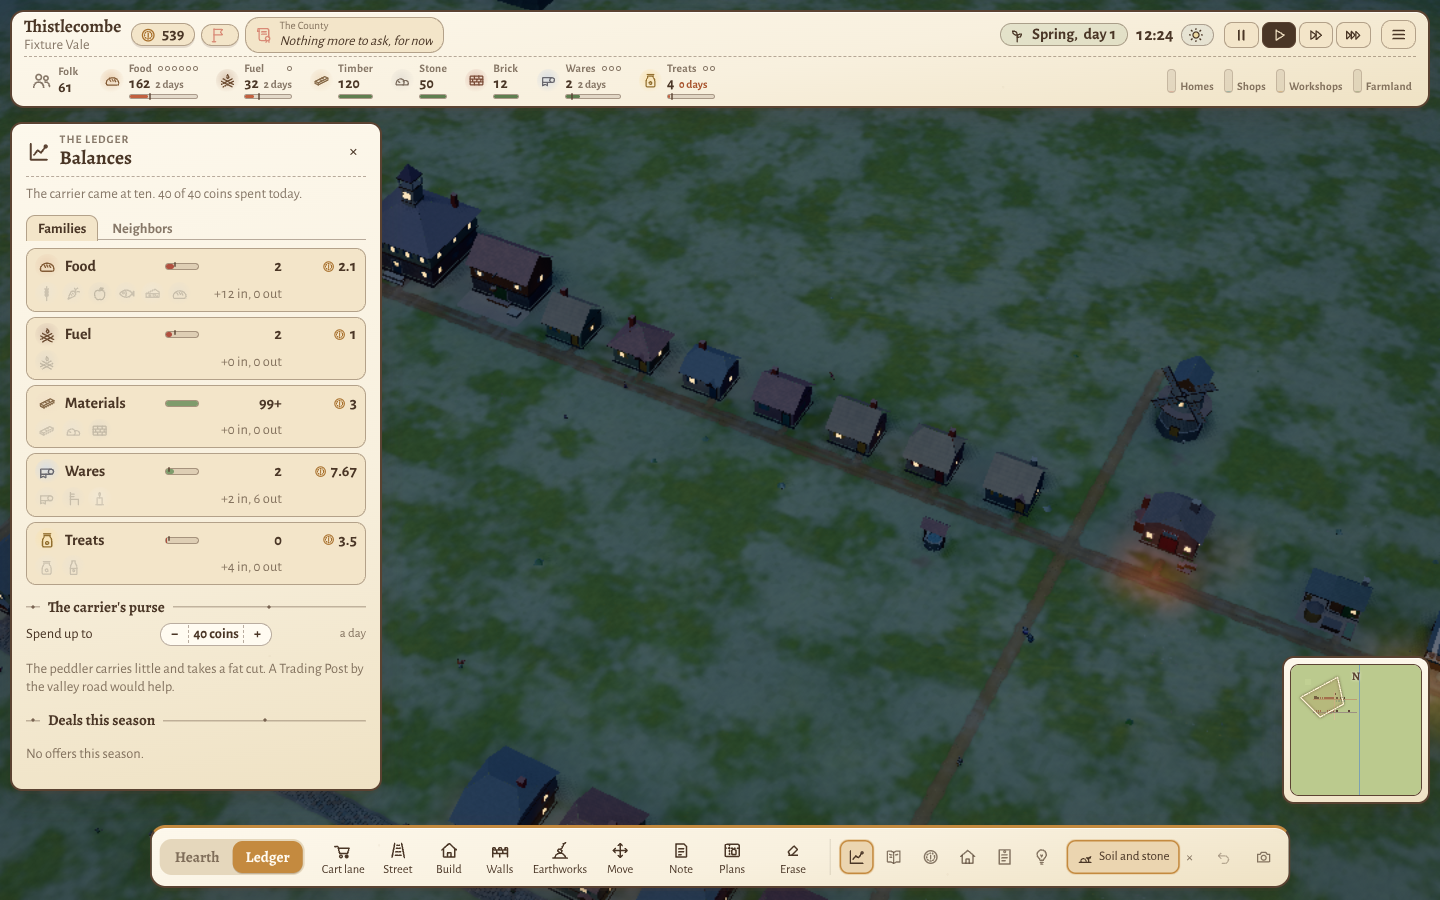 Thistlecombe
Fixture Vale
539
The County
Nothing more to ask, for now
Spring, day 1
12:24
Folk
61
Food
162 2 days
Fuel
32 2 days
Timber
120
Stone
50
Brick
12
Wares
2 2 days
Treats
4 0 days
Homes
Shops
Workshops
Farmland
THE LEDGER
Balances
×
The carrier came at ten. 40 of 40 coins spent today.
Families
Neighbors
Food 2 2.1
+12 in, 0 out
Fuel 2 1
+0 in, 0 out
Materials 99+ 3
+0 in, 0 out
Wares 2 7.67
+2 in, 6 out
Treats 0 3.5
+4 in, 0 out
The carrier's purse
Spend up to − 40 coins + a day
The peddler carries little and takes a fat cut. A Trading Post by
the valley road would help.
Deals this season
No offers this season.
N
Hearth
Ledger
Cart lane
Street
Build
Walls
Earthworks
Move
Note
Plans
Erase
Soil and stone
×